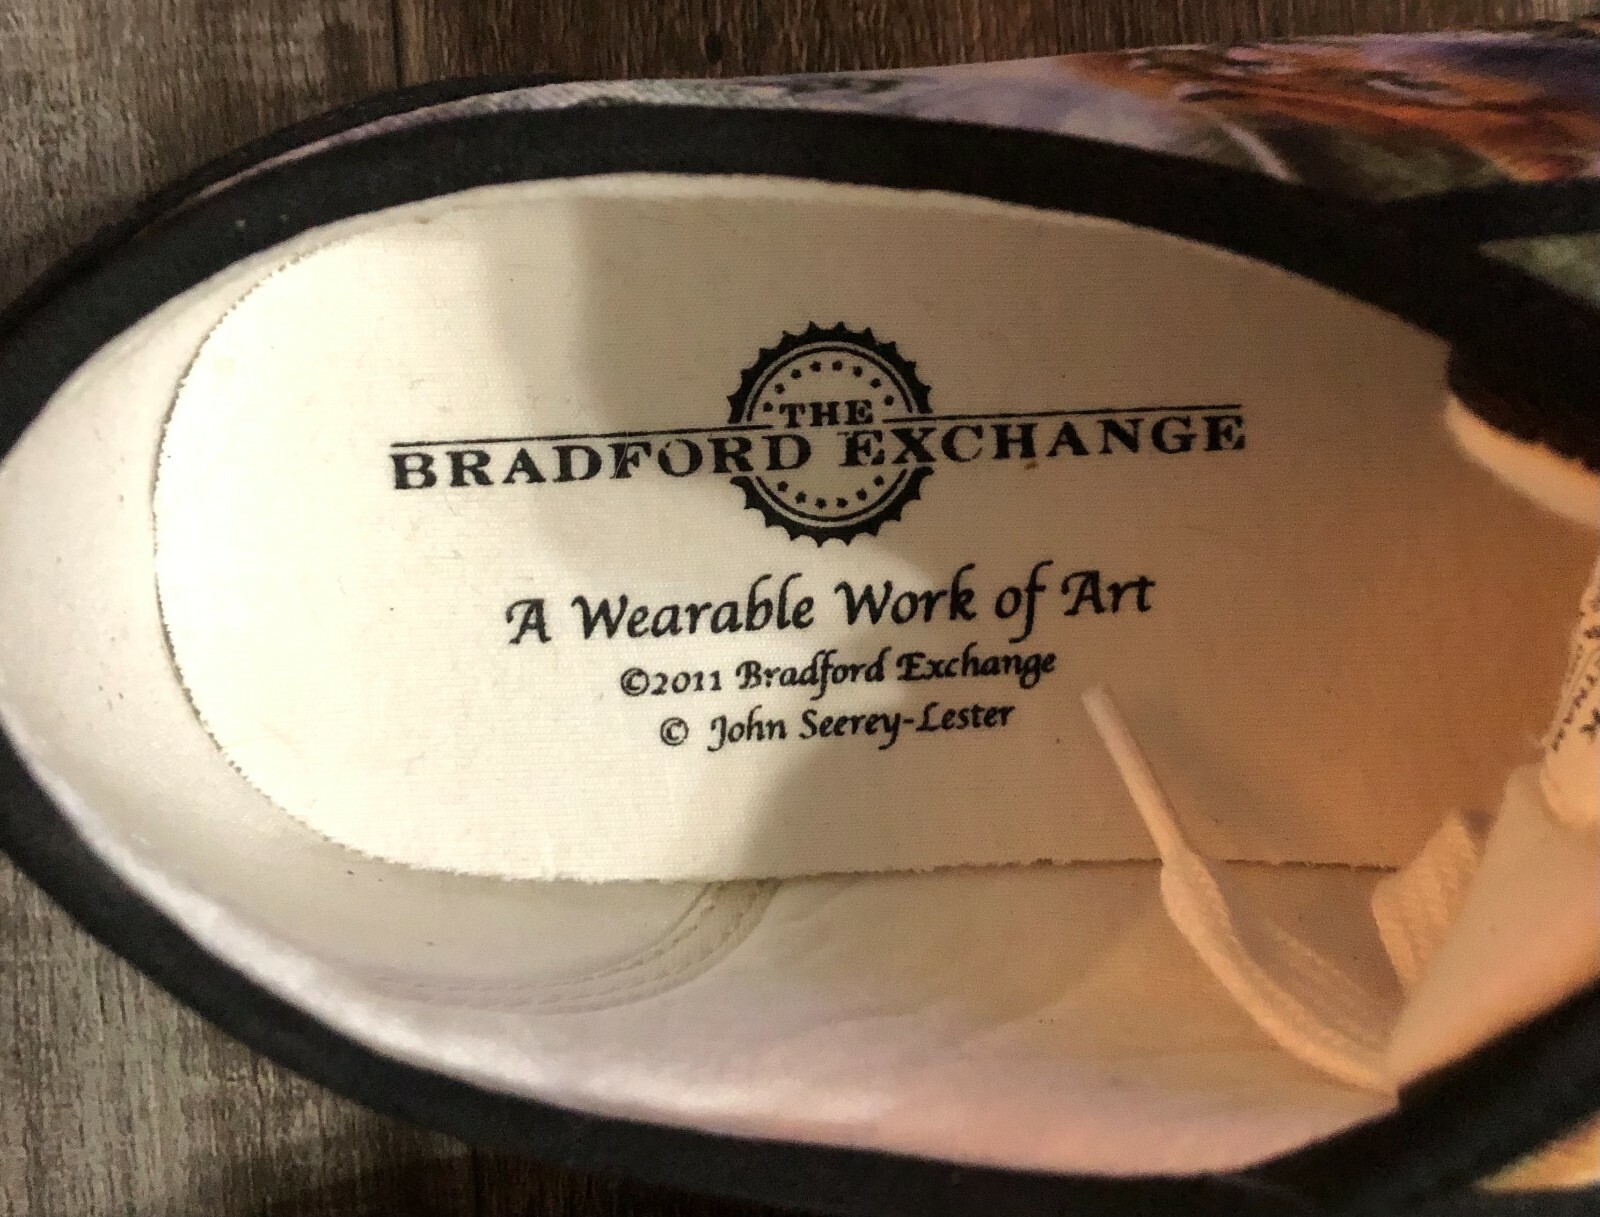 THE
BRADFORD EXCHANGE
A Wearable Work of Art
©2011 Bradford Exchange
© John Seerey-Lester